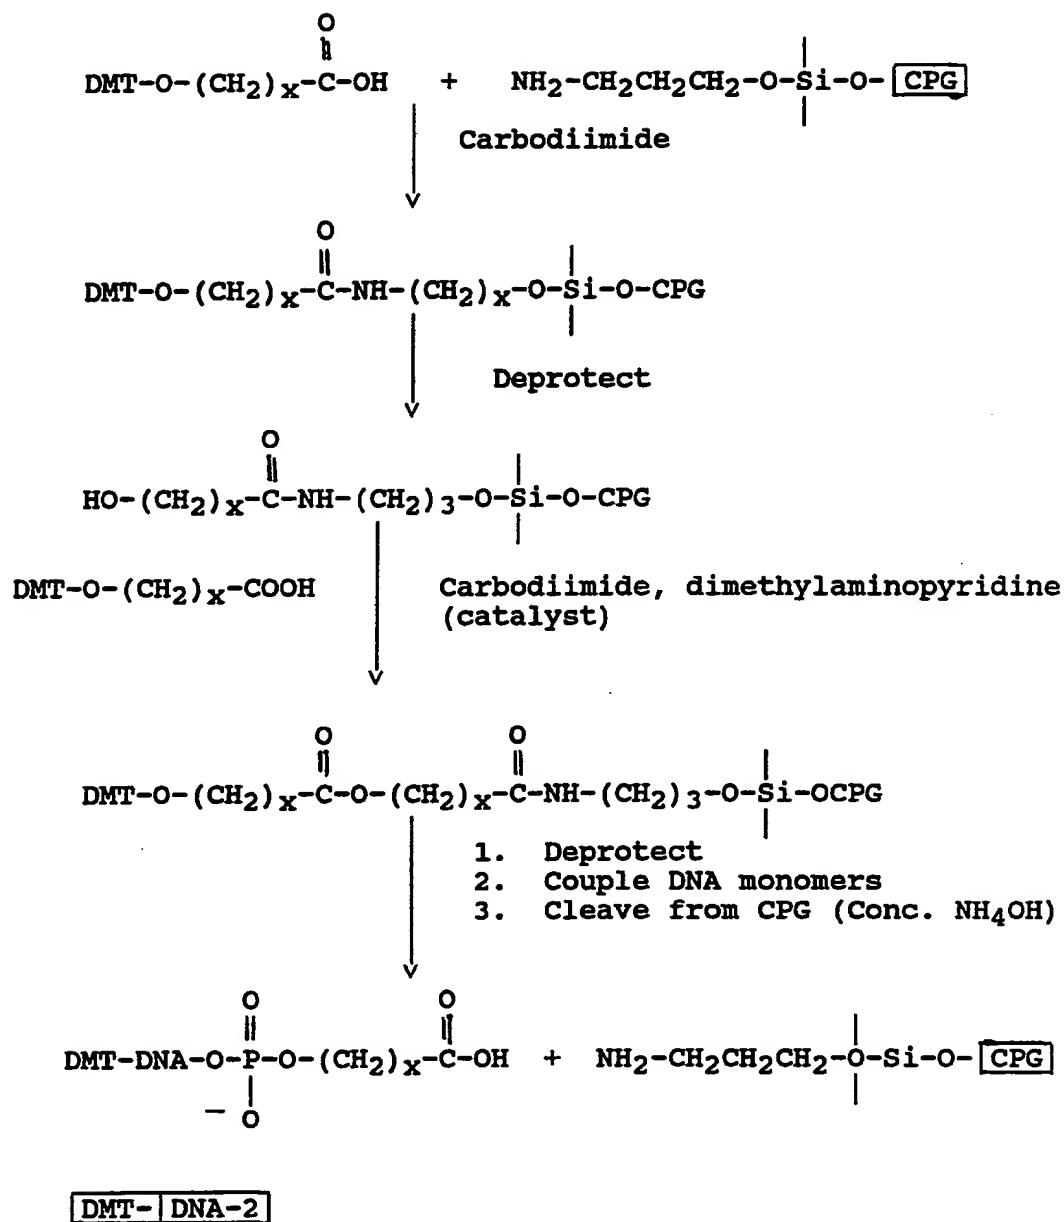 O
DMT-O-(CH2)x-C-OH + NH2-CH2CH2CH2-O-Si-O-CPG
Carbodiimide
O
DMT-O-(CH2)x-C-NH-(CH2)x-O-Si-O-CPG
Deprotect
O
HO-(CH2)x-C-NH-(CH2)3-O-Si-O-CPG
DMT-O-(CH2)x-COOH Carbodiimide, dimethylaminopyridine
(catalyst)
O O
DMT-O-(CH2)x-C-O-(CH2)x-C-NH-(CH2)3-O-Si-OCPG
1. Deprotect
2. Couple DNA monomers
3. Cleave from CPG (Conc. NH4OH)
O O
DMT-DNA-O-P-O-(CH2)x-C-OH + NH2-CH2CH2CH2-O-Si-O-CPG
- O
DMT- DNA-2